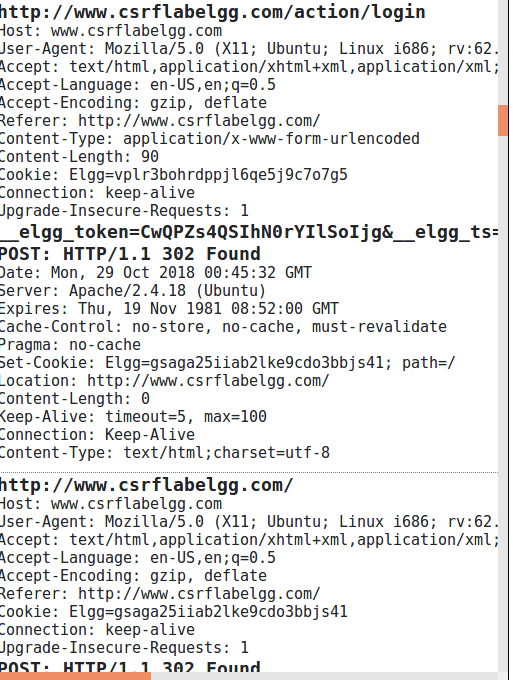 http://www.csrflabelgg.com/action/login
Host: www.csrflabelgg.com
User-Agent: Mozilla/5.0 (X11; Ubuntu; Linux i686; rv:62.
Accept: text/html,application/xhtml+xml,application/xml;
Accept-Language: en-US,en;q=0.5
Accept-Encoding: gzip, deflate
Referer: http://www.csrflabelgg.com/
Content-Type: application/x-www-form-urlencoded
Content-Length: 90
Cookie: Elgg=vplr3bohrdppjl6qe5j9c7o7g5
Connection: keep-alive
Upgrade-Insecure-Requests: 1
__elgg_token=CwQPZs4QSIhN0rYIlSoIjg&__elgg_ts=
POST: HTTP/1.1 302 Found
Date: Mon, 29 Oct 2018 00:45:32 GMT
Server: Apache/2.4.18 (Ubuntu)
Expires: Thu, 19 Nov 1981 08:52:00 GMT
Cache-Control: no-store, no-cache, must-revalidate
Pragma: no-cache
Set-Cookie: Elgg=gsaga25iiab2lke9cdo3bbjs41; path=/
Location: http://www.csrflabelgg.com/
Content-Length: 0
Keep-Alive: timeout=5, max=100
Connection: Keep-Alive
Content-Type: text/html;charset=utf-8
http://www.csrflabelgg.com/
Host: www.csrflabelgg.com
User-Agent: Mozilla/5.0 (X11; Ubuntu; Linux i686; rv:62.
Accept: text/html,application/xhtml+xml,application/xml;
Accept-Language: en-US,en;q=0.5
Accept-Encoding: gzip, deflate
Referer: http://www.csrflabelgg.com/
Cookie: Elgg=gsaga25iiab2lke9cdo3bbjs41
Connection: keep-alive
Upgrade-Insecure-Requests: 1
POST: HTTP/1.1 302 Found